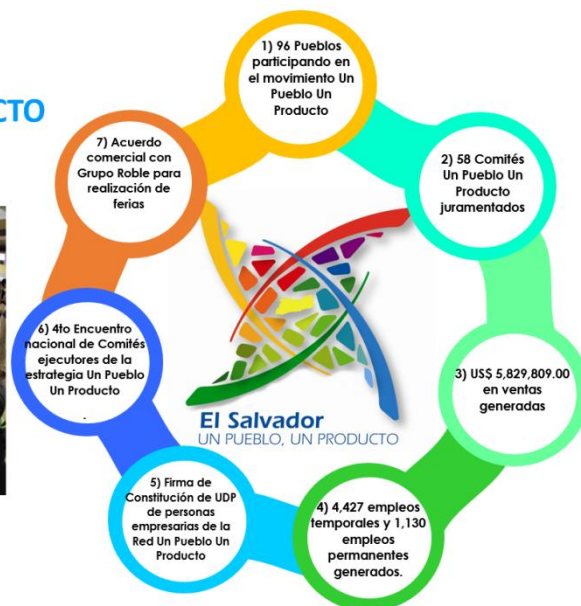 CTO
1) 96 Pueblos
participando en
el movimiento Un
Pueblo Un
Producto
2) 58 Comités
Un Pueblo Un
Producto
juramentados
3) US$ 5,829,809.00
en ventas
generadas
4) 4,427 empleos
temporales y 1,130
empleos
permanentes
generados.
5) Firma de
Constitución de UDP
de personas
empresarias de la
Red Un Pueblo Un
Producto
6) 4to Encuentro
nacional de Comités
ejecutores de la
estrategia Un Pueblo
Un Producto
.
7) Acuerdo
comercial con
Grupo Roble para
realización de
ferias
El Salvador
UN PUEBLO, UN PRODUCTO